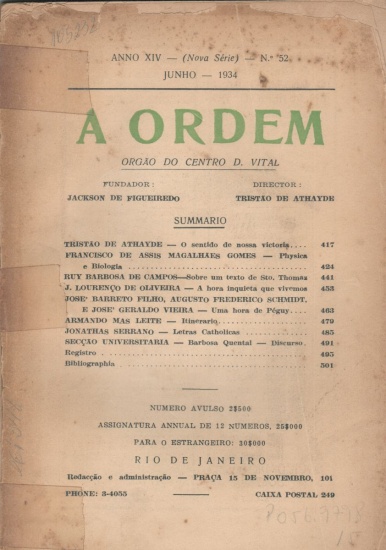 ANNO XIV — (Nova Série) — N.º 52
JUNHO — 1934
A ORDEM
ORGÃO DO CENTRO D. VITAL
FUNDADOR: DIRECTOR:
JACKSON DE FIGUEIREDO TRISTÃO DE ATHAYDE
SUMMARIO
TRISTÃO DE ATHAYDE — O sentido de nossa victoria.... 417
FRANCISCO DE ASSIS MAGALHÃES GOMES — Physica
e Biologia ........ 424
RUY BARBOSA DE CAMPOS—Sobre um texto de Sto. Thomaz 441
J. LOURENÇO DE OLIVEIRA — A hora inquieta que vivemos 453
JOSE' BARRETO FILHO, AUGUSTO FREDERICO SCHMIDT,
E JOSE' GERALDO VIEIRA — Uma hora de Péguy.... 463
ARMANDO MAS LEITE — Itinerario........ 479
JONATHAS SERRANO — Letras Catholicas ........ 485
SECÇÃO UNIVERSITARIA — Barbosa Quental — Discurso. 491
Registro ........ 495
Bibliographia ........ 501
NUMERO AVULSO 2$500
ASSIGNATURA ANNUAL DE 12 NUMEROS, 25$000
PARA O ESTRANGEIRO: 30$000
RIO DE JANEIRO
Redacção e administração — PRAÇA 15 DE NOVEMBRO, 101
PHONE: 3-4055 CAIXA POSTAL 249